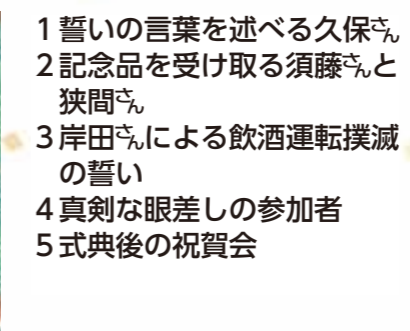 1 誓いの言葉を述べる久保さん
2 記念品を受け取る須藤さんと
狭間さん
3 岸田さんによる飲酒運転撲滅
の誓い
4 真剣な眼差しの参加者
5 式典後の祝賀会